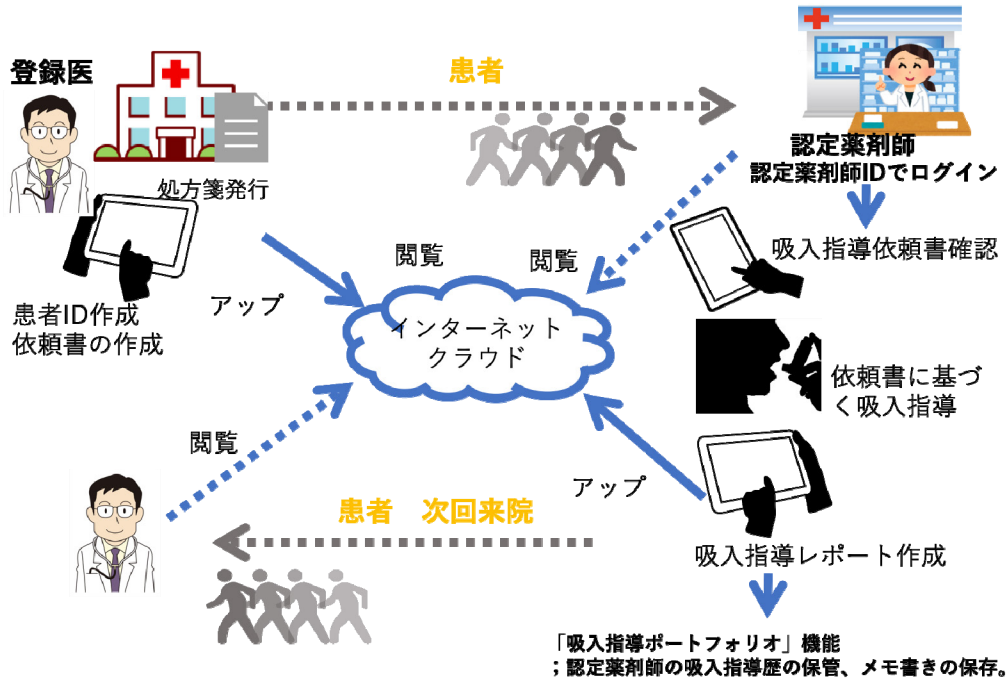 登録医
患者
処方箋発行
認定薬剤師
認定薬剤師IDでログイン
吸入指導依頼書確認
閲覧
閲覧
アップ
患者ID作成
依頼書の作成
インターネット
クラウド
依頼書に基づ
く吸入指導
閲覧
アップ
患者 次回来院
吸入指導レポート作成
「吸入指導ポートフォリオ」機能
；認定薬剤師の吸入指導歴の保管、メモ書きの保存。